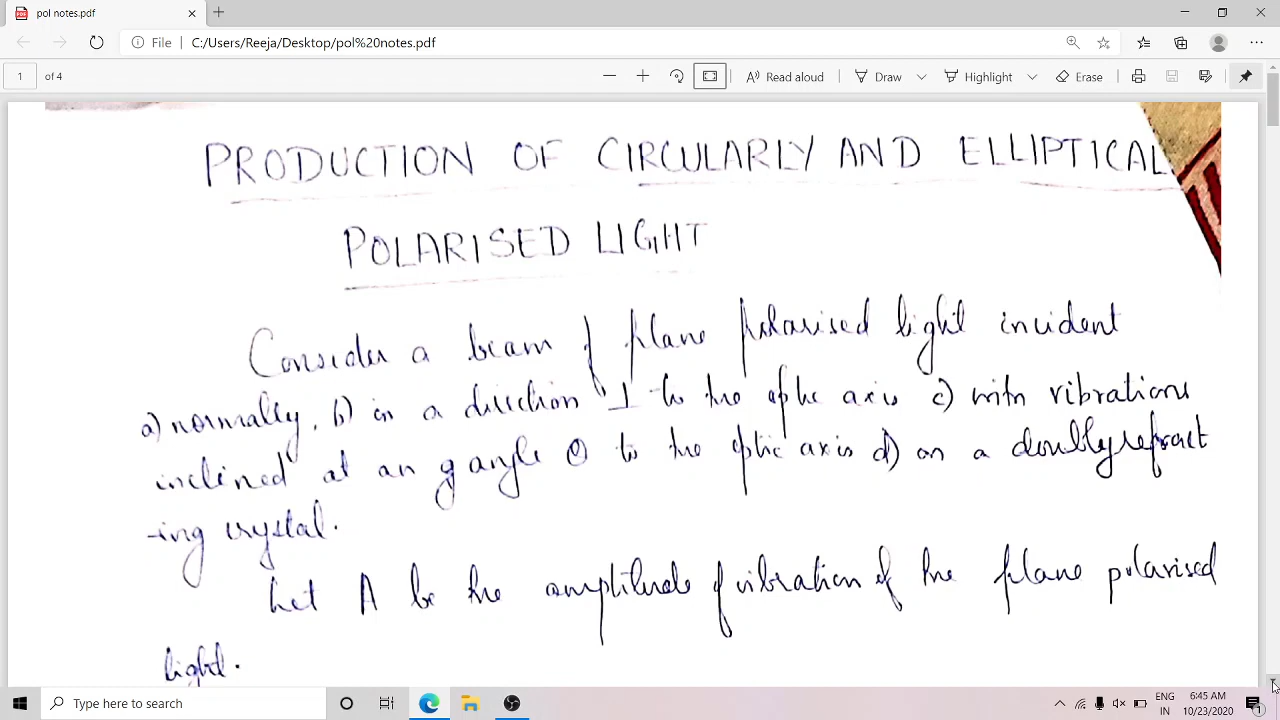 pol notes.pdf
File
C:/Users/Reeja/Desktop/pol%20notes.pdf
1 of 4
Read aloud
Draw
Highlight
Erase
PRODUCTION OF CIRCULARLY AND ELLIPTICAL
POLARISED LIGHT
Consider a beam of plane polarised light incident
a) normally, b) in a direction ⊥ to the optic axis c) with vibrations
inclined at an angle θ to the optic axis d) on a doublyrefract
-ing crystal.
Let A be the amplitude of vibration of the plane polarised
light.
Type here to search
ENG
6:45 AM
IN
10/23/2020
1